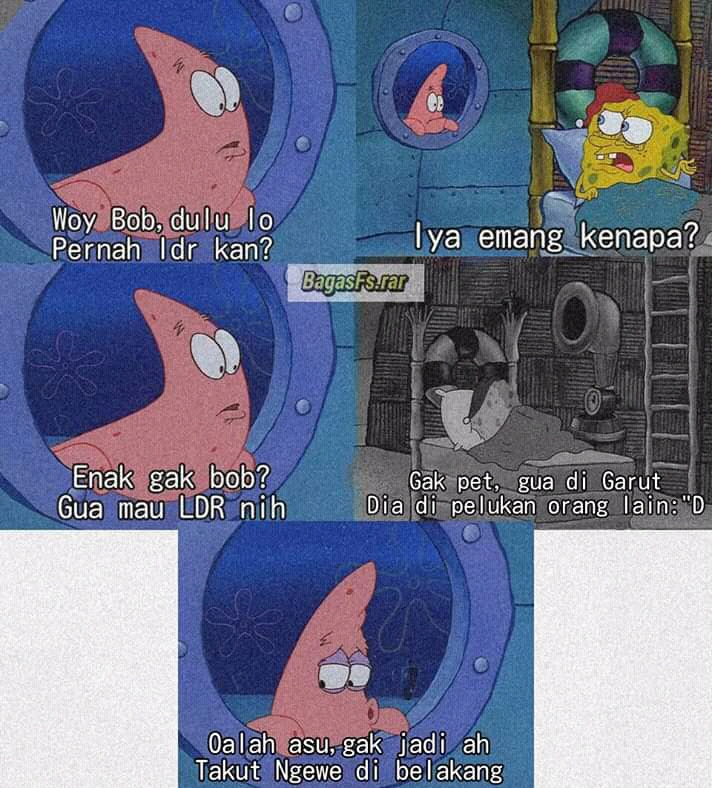 Woy Bob, dulu lo
Pernah ldr kan?
Iya emang kenapa?
BagasFs.rar
Enak gak bob?
Gua mau LDR nih
Gak pet, gua di Garut
Dia di pelukan orang lain:"D
Oalah asu, gak jadi ah
Takut Ngewe di belakang